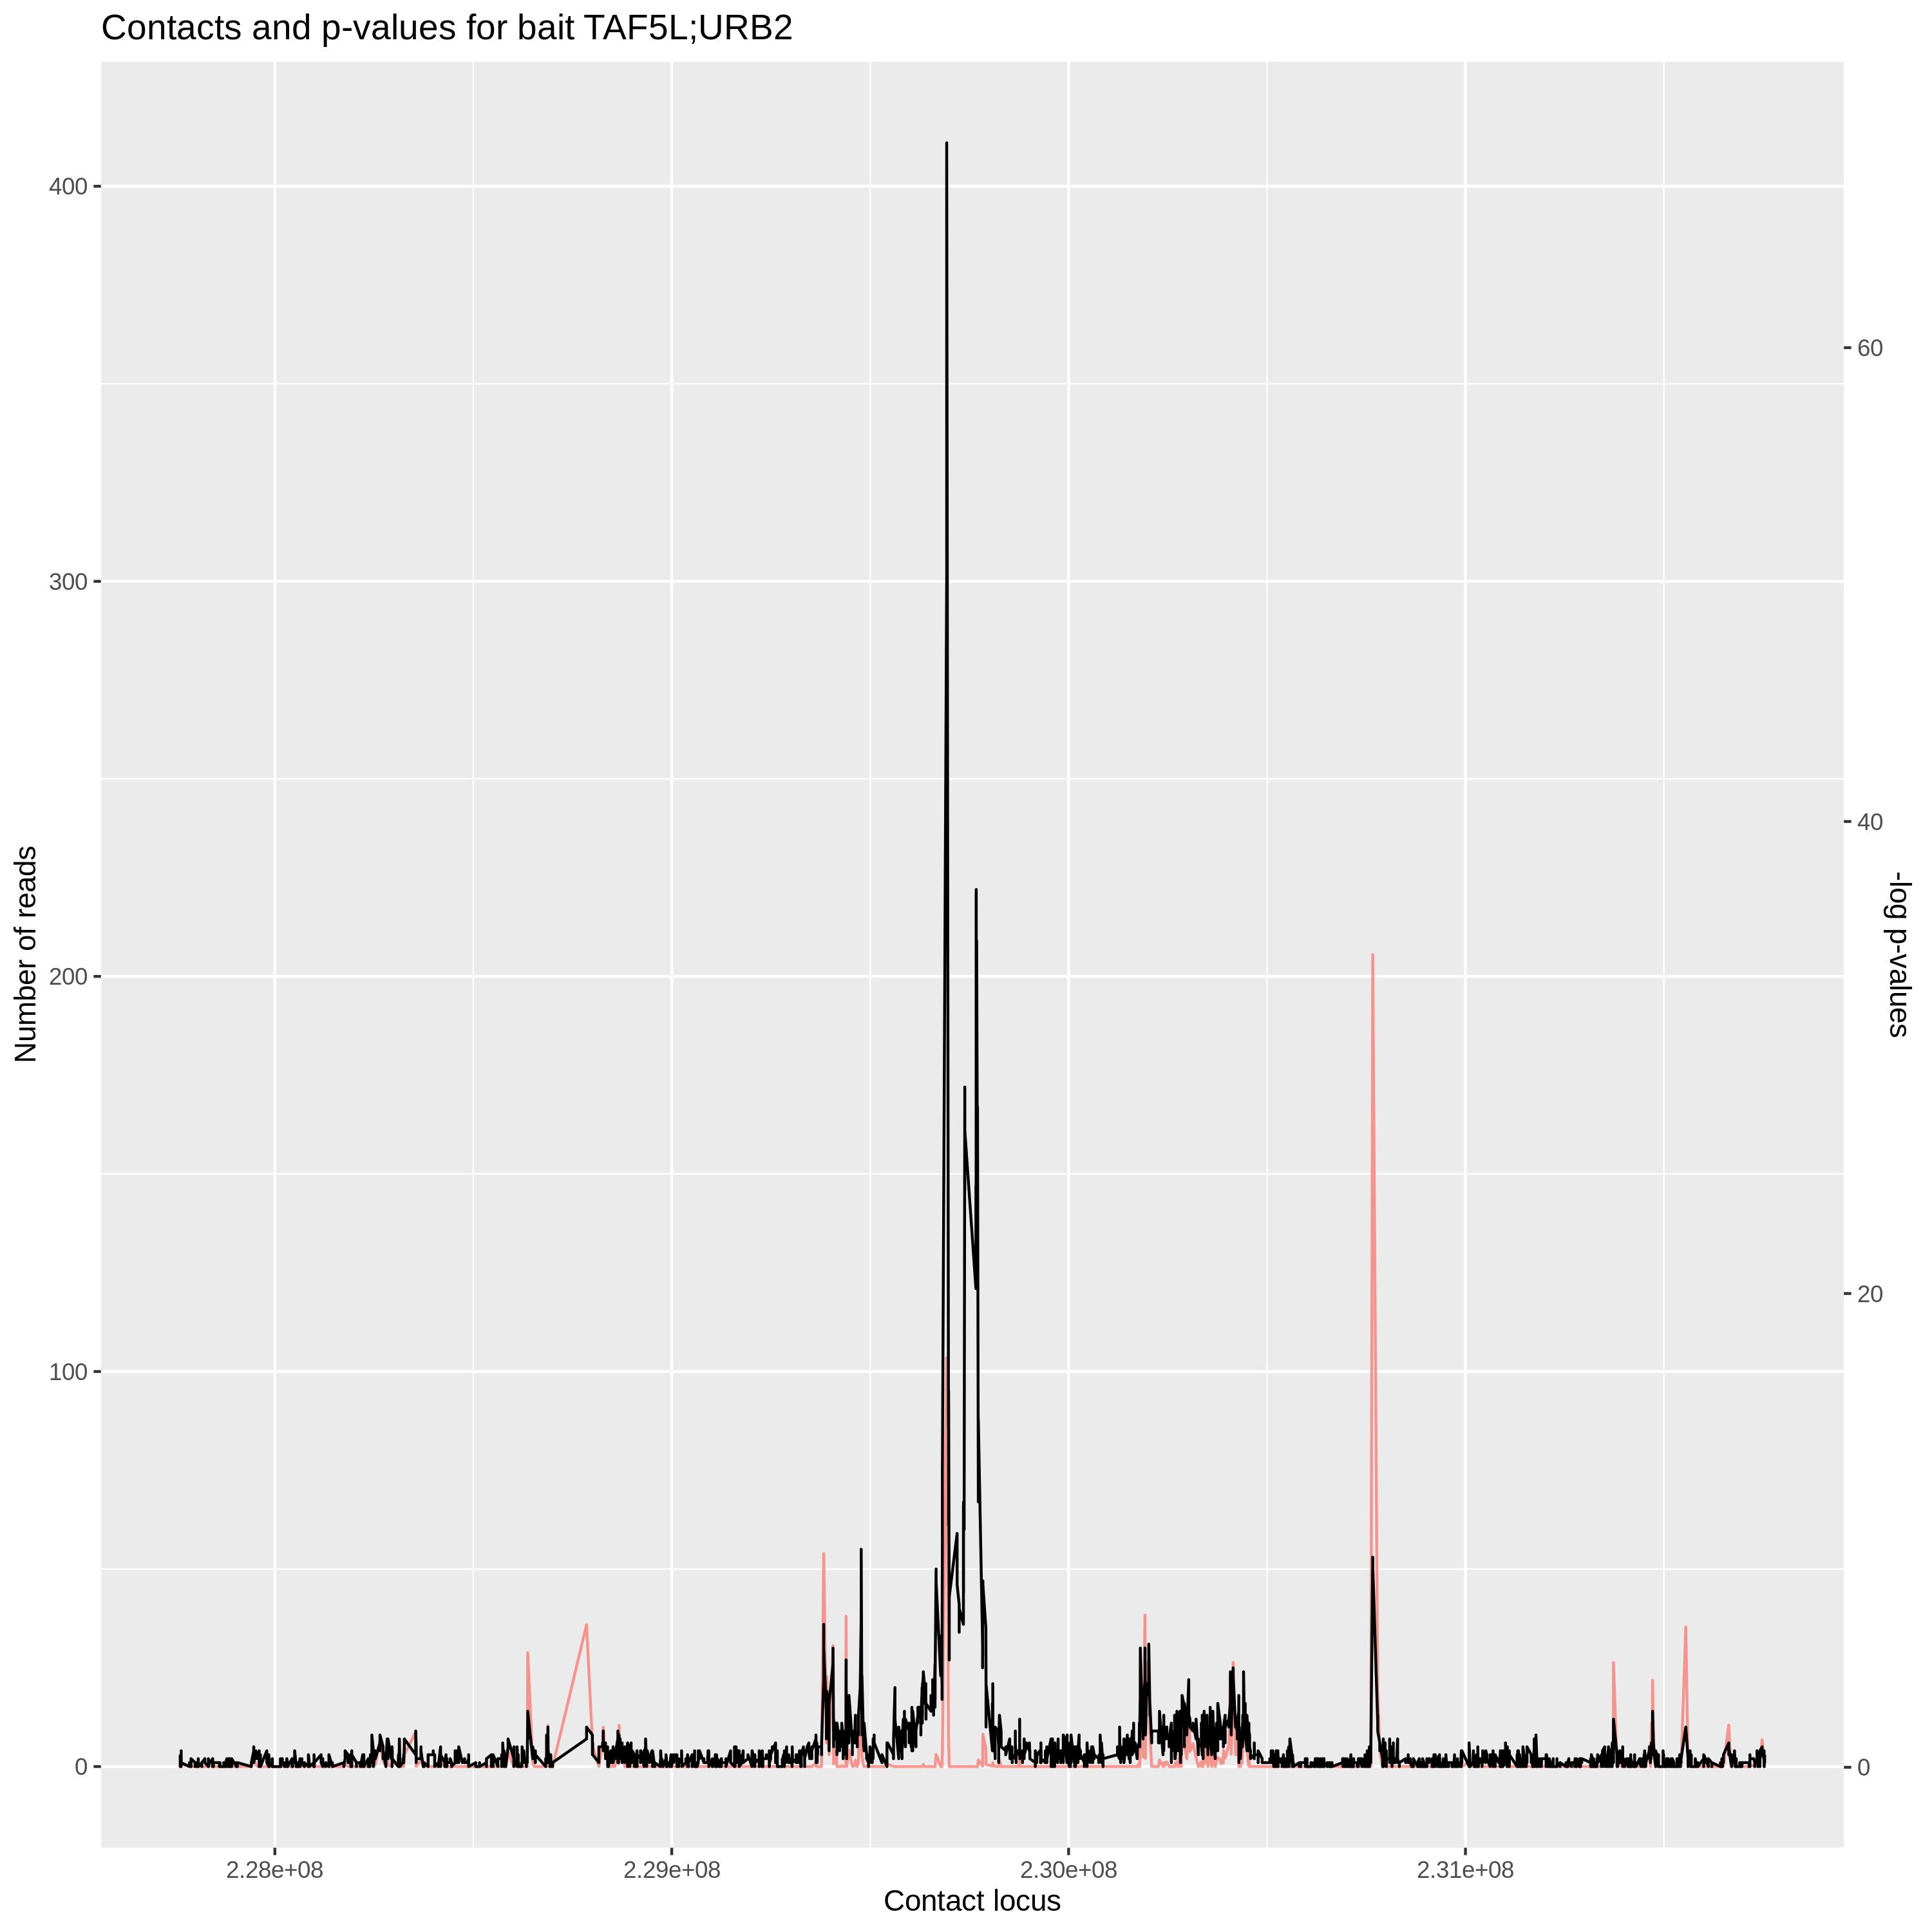 Contacts and p-values for bait TAF5L;URB2
400
300
200
100
0
Number of reads
60
40
20
0
-log p-values
2.28e+08
2.29e+08
2.30e+08
2.31e+08
Contact locus